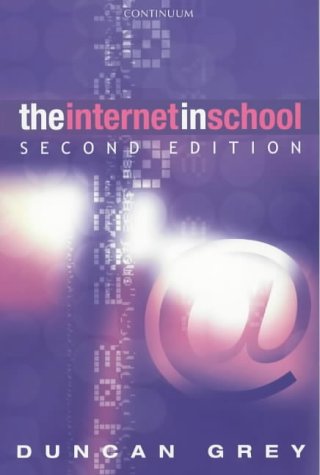 CONTINUUM
theinternetinschool
SECOND EDITION
@
DUNCAN GREY